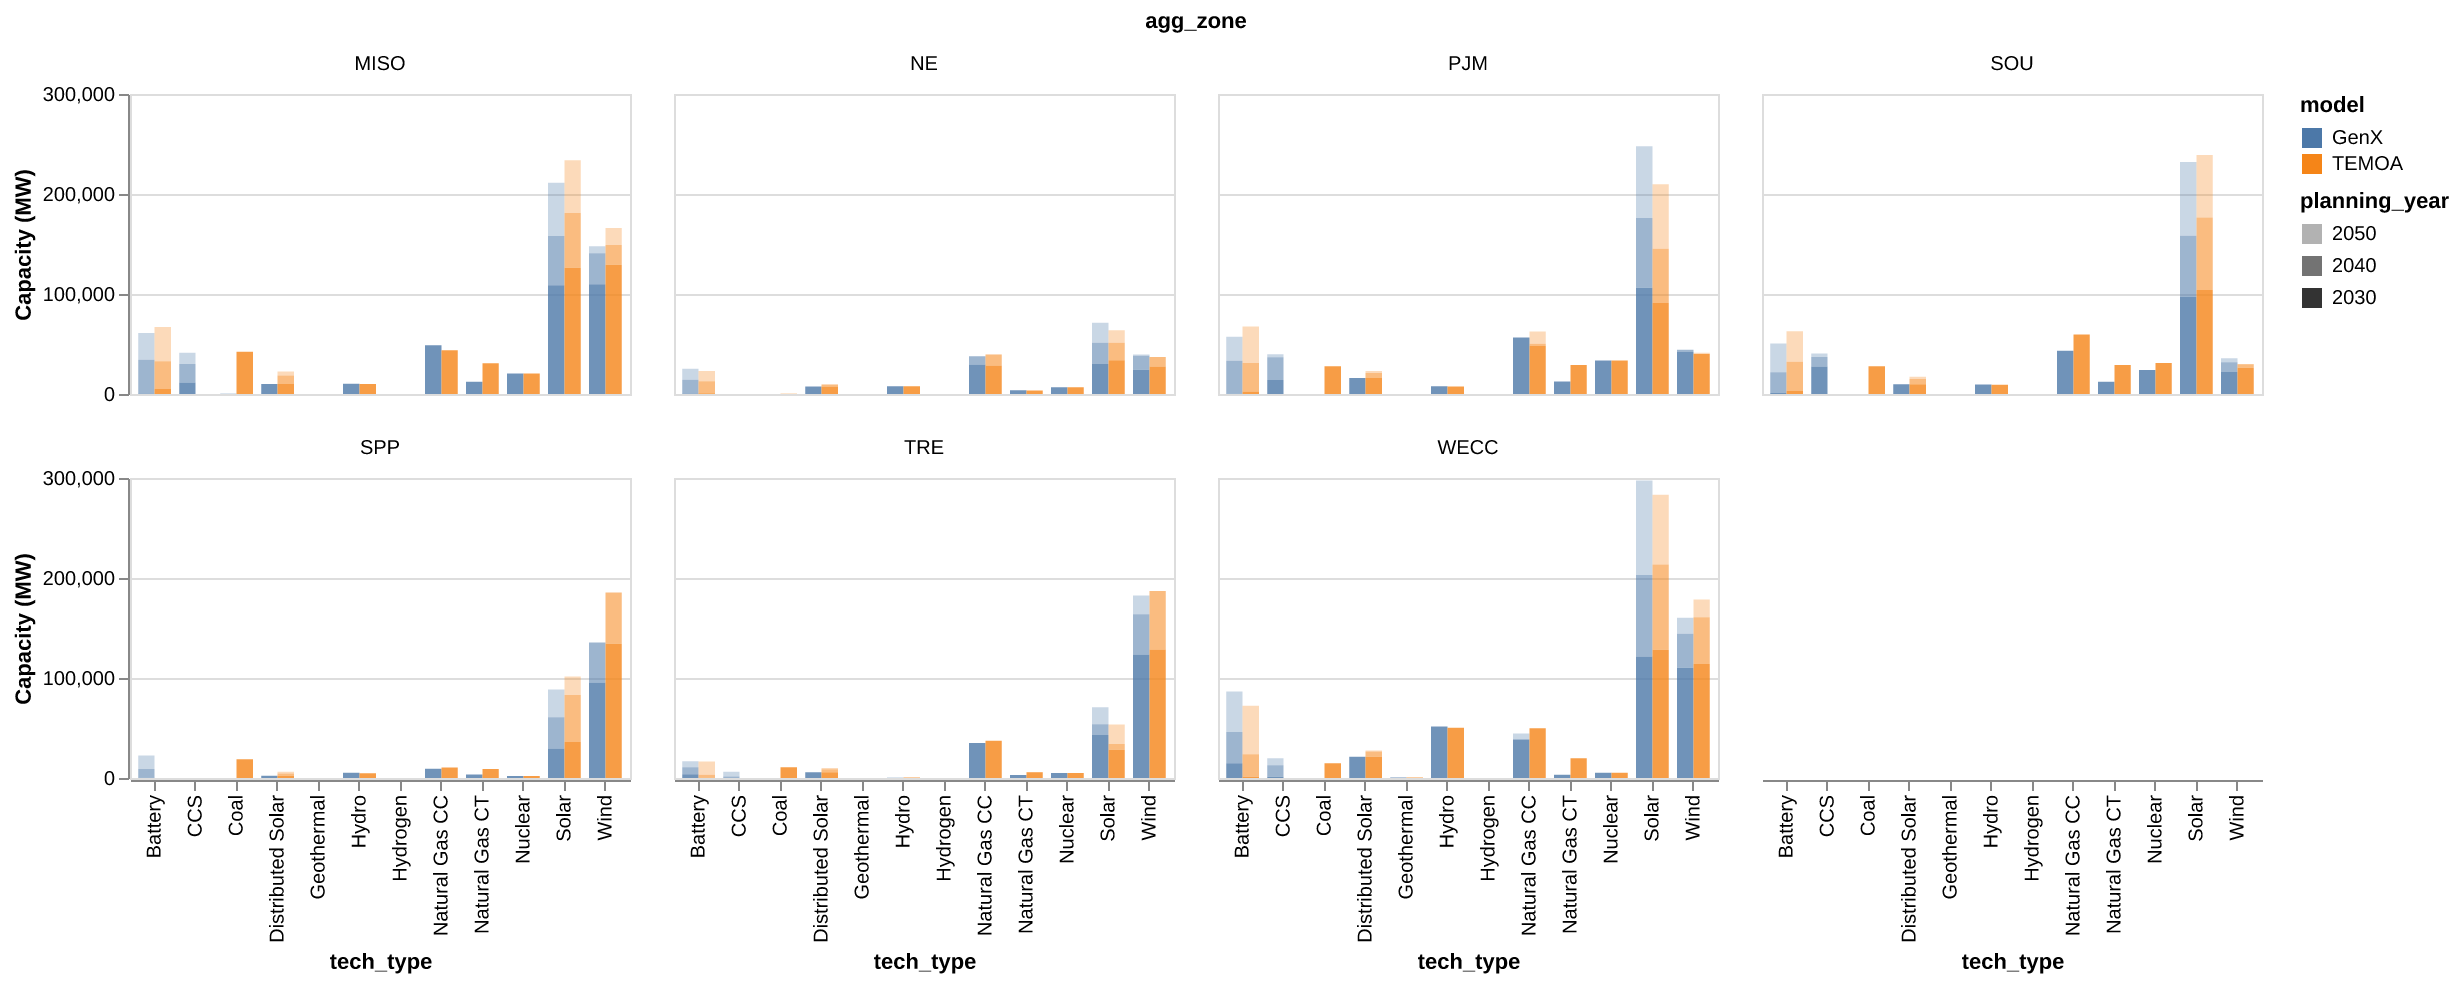 agg_zone
MISO
NE
PJM
SOU
300,000
200,000
100,000
0
Capacity (MW)
model
GenX
TEMOA
planning_year
2050
2040
2030
SPP
TRE
WECC
300,000
200,000
100,000
0
Capacity (MW)
Battery
CCS
Coal
Distributed Solar
Geothermal
Hydro
Hydrogen
Natural Gas CC
Natural Gas CT
Nuclear
Solar
Wind
Battery
CCS
Coal
Distributed Solar
Geothermal
Hydro
Hydrogen
Natural Gas CC
Natural Gas CT
Nuclear
Solar
Wind
Battery
CCS
Coal
Distributed Solar
Geothermal
Hydro
Hydrogen
Natural Gas CC
Natural Gas CT
Nuclear
Solar
Wind
Battery
CCS
Coal
Distributed Solar
Geothermal
Hydro
Hydrogen
Natural Gas CC
Natural Gas CT
Nuclear
Solar
Wind
tech_type
tech_type
tech_type
tech_type